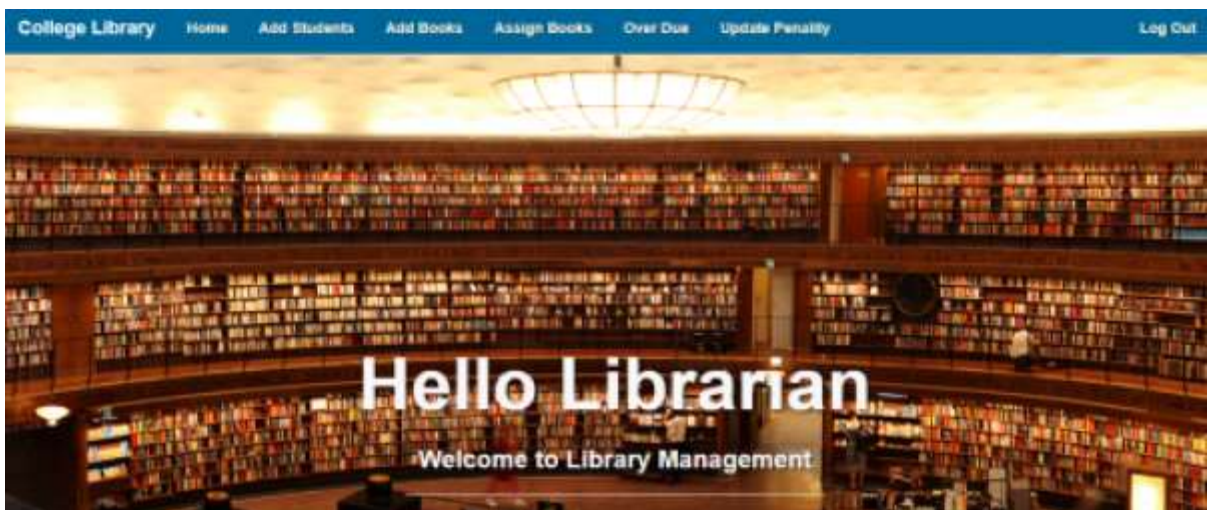 College Library Home Add Students Add Books Assign Books Over Due Update Penality Log Out
Hello Librarian
Welcome to Library Management